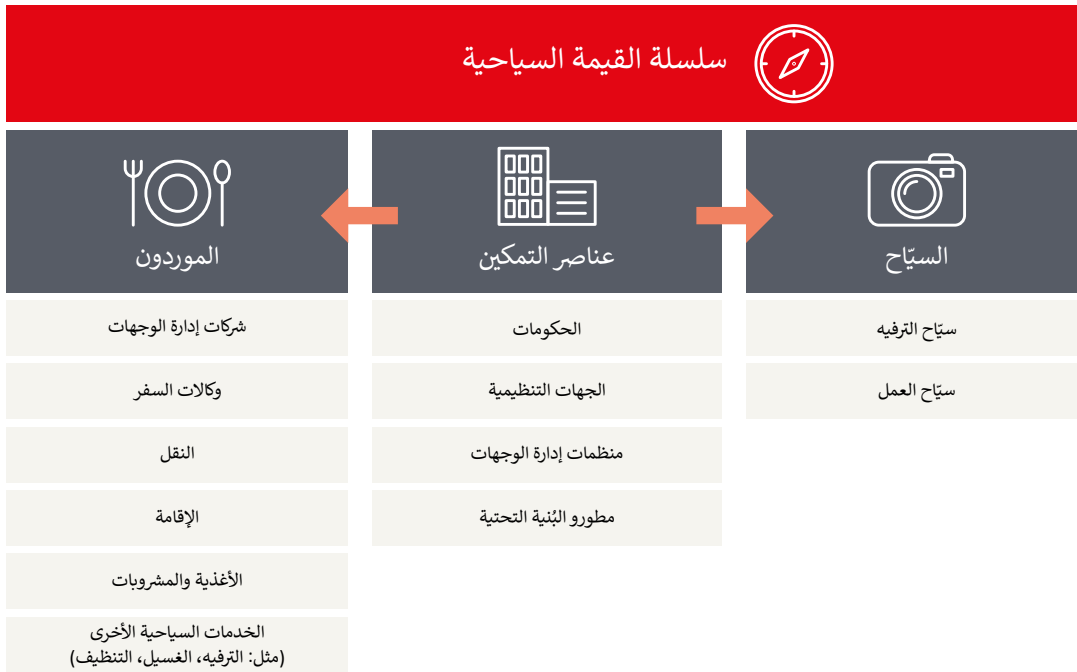 سلسلة القيمة السياحية
السيّاح
سيّاح الترفيه
سيّاح العمل
عناصر التمكين
الحكومات
الجهات التنظيمية
منظمات إدارة الوجهات
مطورو البُنية التحتية
الموردون
شركات إدارة الوجهات
وكالات السفر
النقل
الإقامة
الأغذية والمشروبات
الخدمات السياحية الأخرى
(مثل: الترفيه، الغسيل، التنظيف)